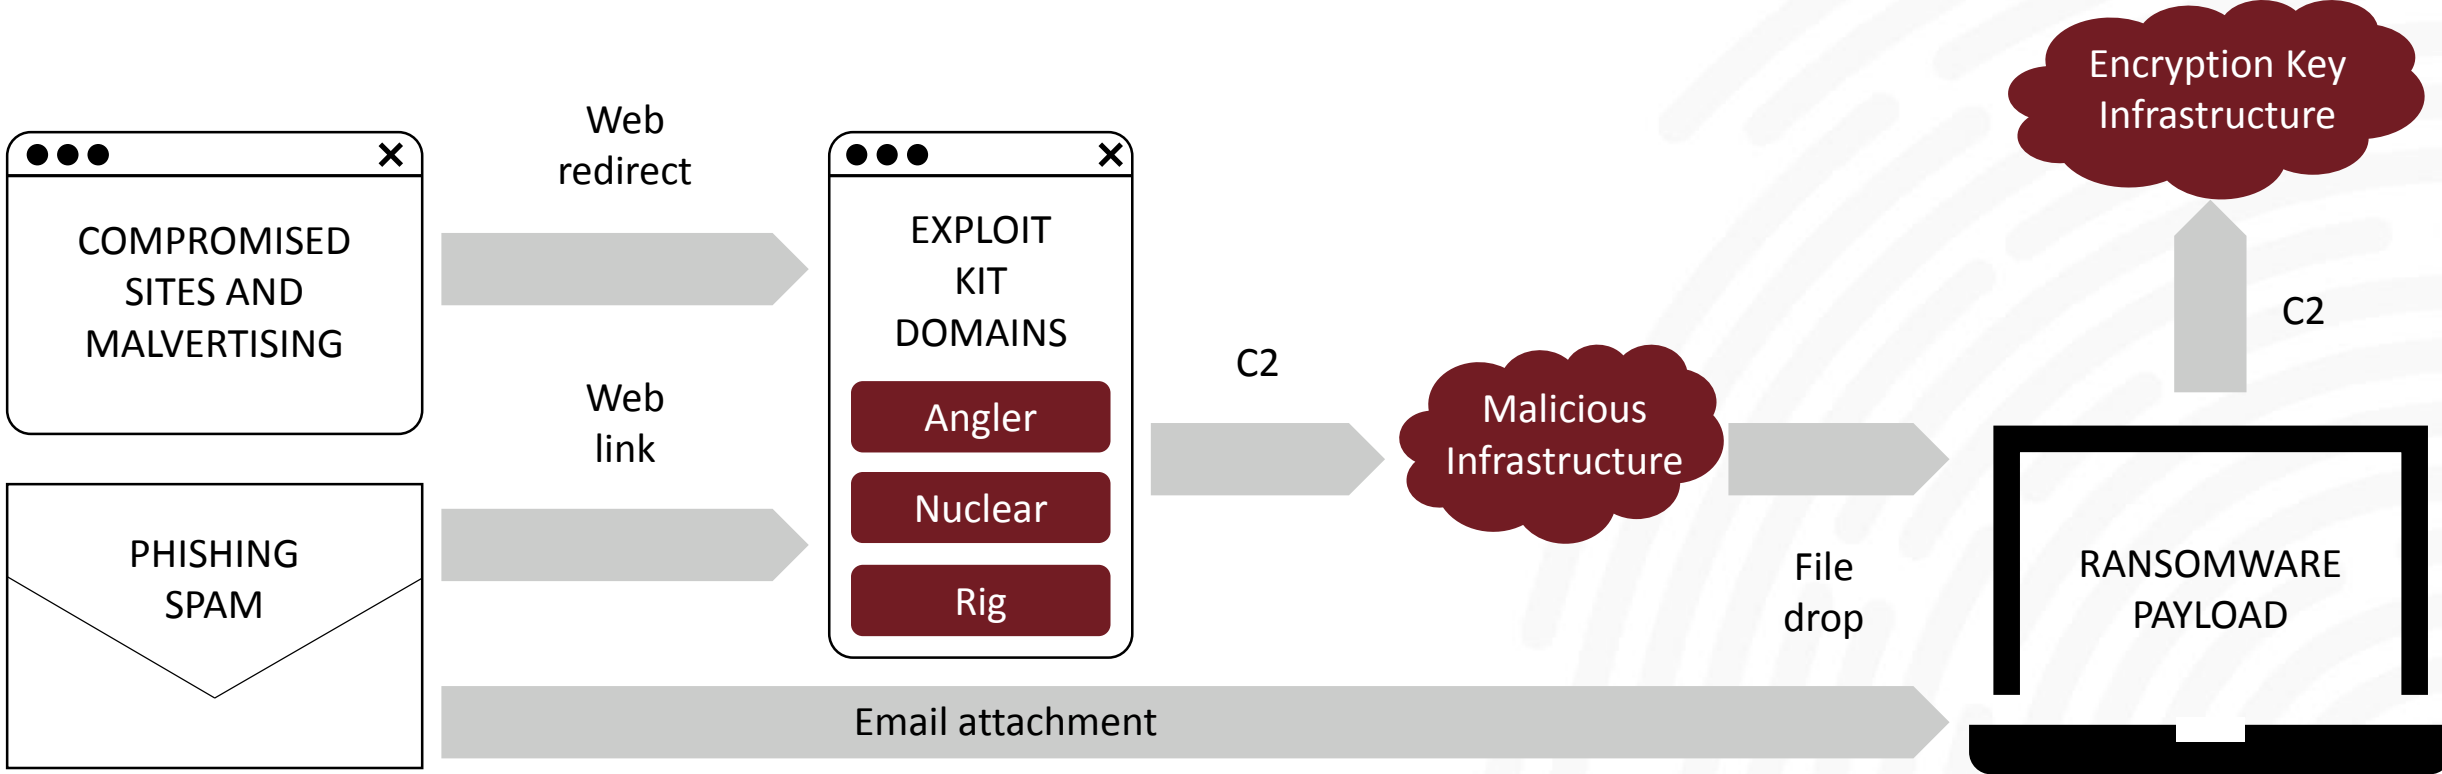 COMPROMISED
SITES AND
MALVERTISING
Web
redirect
PHISHING
SPAM
Web
link
EXPLOIT
KIT
DOMAINS
Angler
Nuclear
Rig
Email attachment
C2
Malicious
Infrastructure
File
drop
RANSOMWARE
PAYLOAD
C2
Encryption Key
Infrastructure